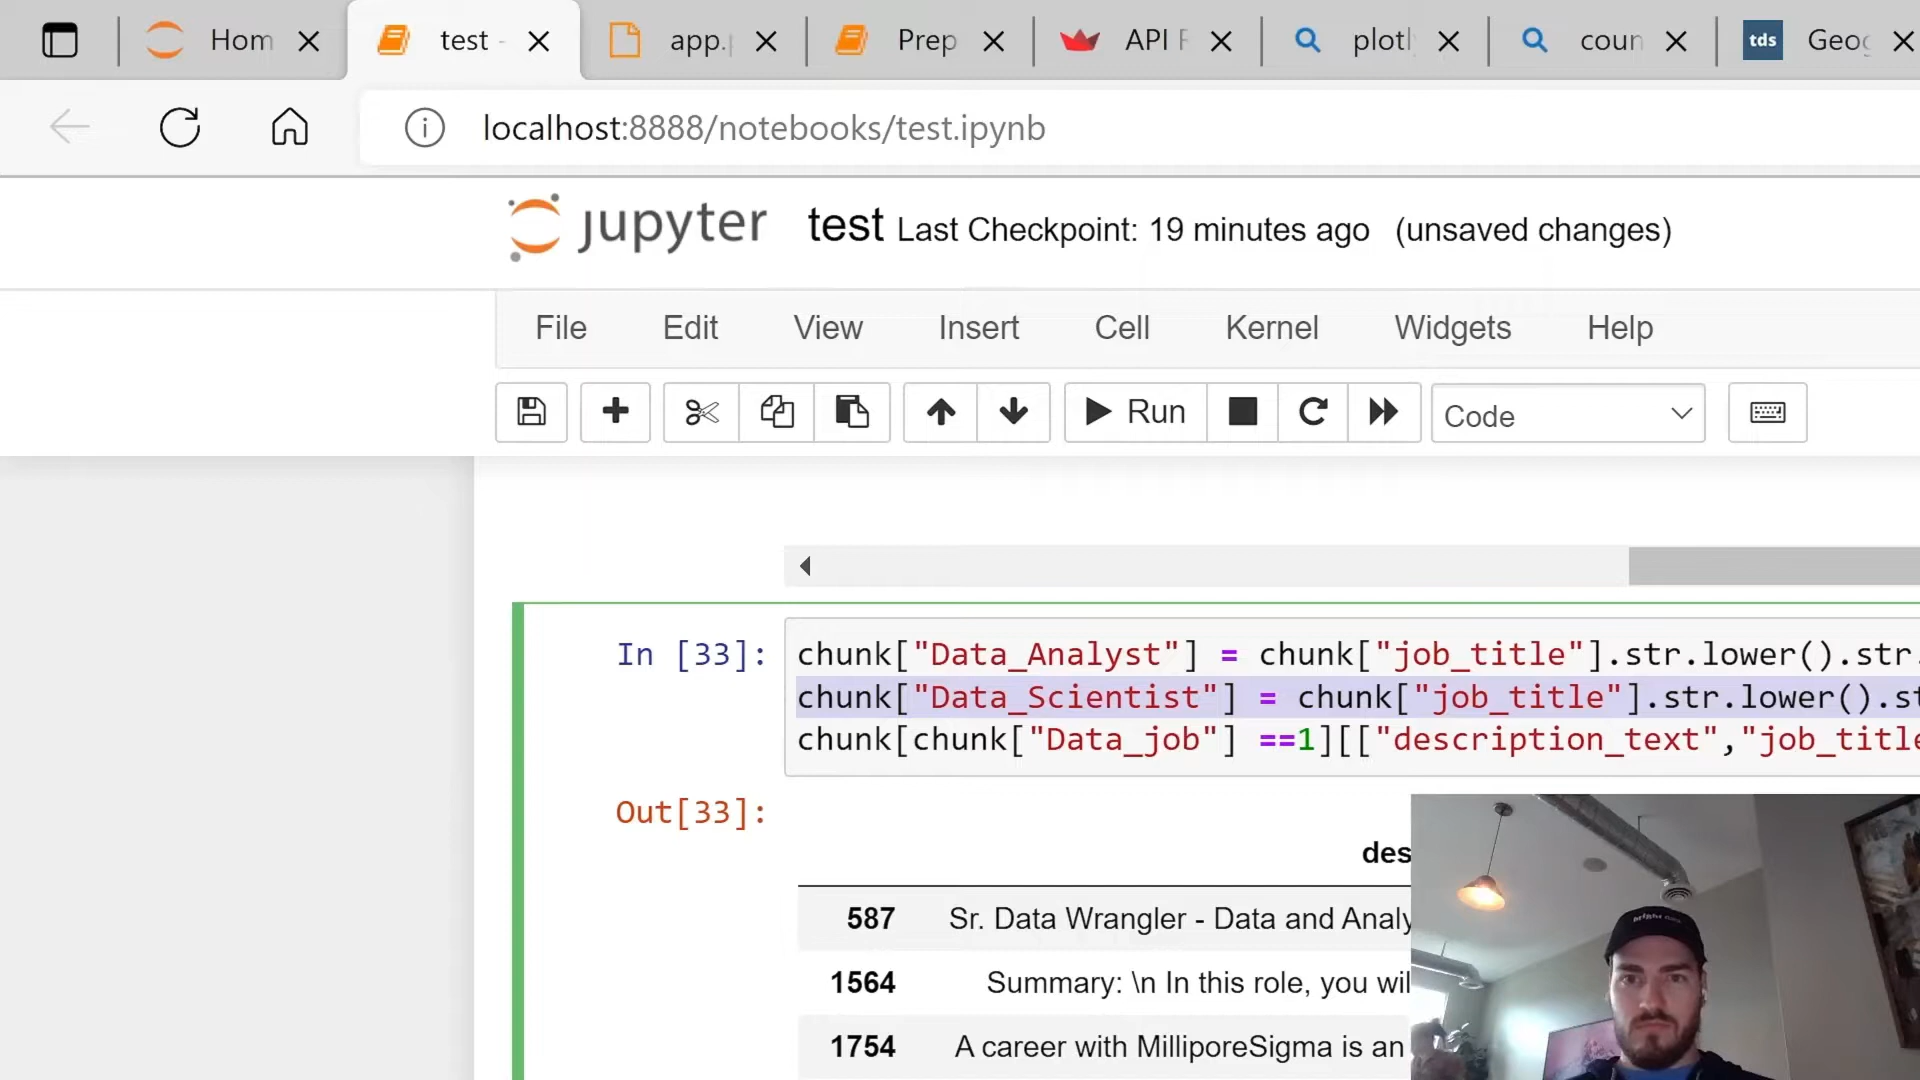 Hom
test -
app.
Prep
API
plotl
coun
tds
Geo
localhost:8888/notebooks/test.ipynb
jupyter
test Last Checkpoint: 19 minutes ago (unsaved changes)
File Edit View Insert Cell Kernel Widgets Help
Run
Code
In [33]:
chunk["Data_Analyst"] = chunk["job_title"].str.lower().str.
chunk["Data_Scientist"] = chunk["job_title"].str.lower().st
chunk[chunk["Data_job"] ==1][["description_text","job_title
Out[33]:
des
587 Sr. Data Wrangler - Data and Analy
1564 Summary: \n In this role, you wil
1754 A career with MilliporeSigma is an